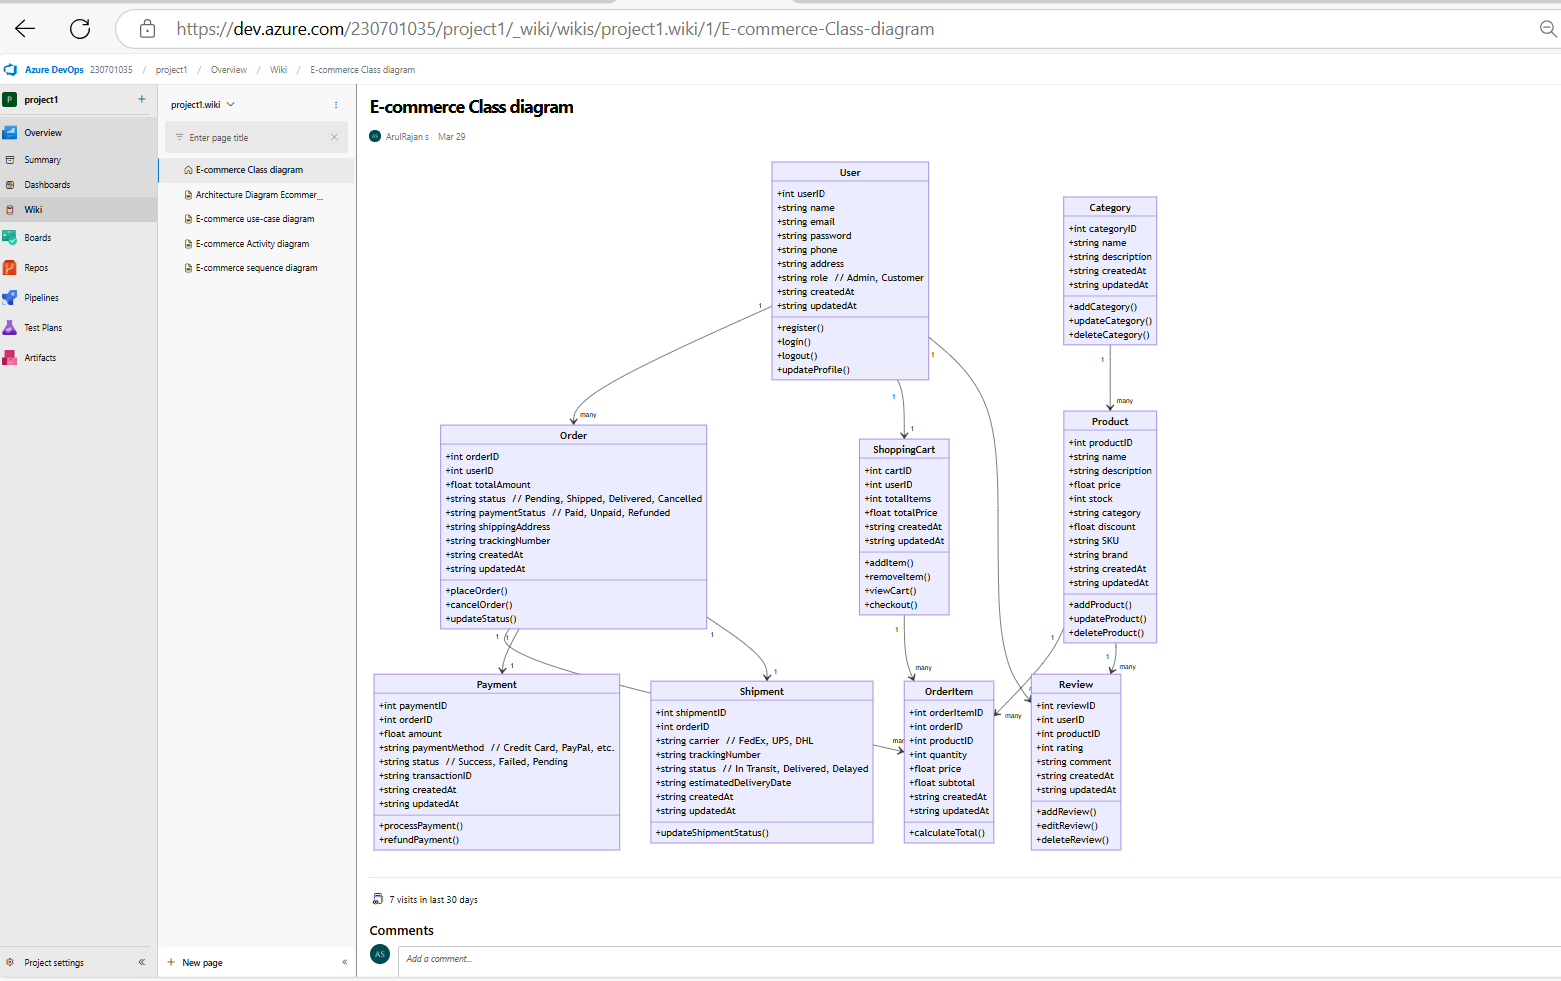 https://dev.azure.com/230701035/project1/_wiki/wikis/project1.wiki/1/E-commerce-Class-diagram
Azure DevOps 230701035 / project1 / Overview / Wiki / E-commerce Class diagram
P project1 +
Overview
Summary
Dashboards
Wiki
Boards
Repos
Pipelines
Test Plans
Artifacts
Project settings
project1.wiki
Enter page title
E-commerce Class diagram
Architecture Diagram Ecommer...
E-commerce use-case diagram
E-commerce Activity diagram
E-commerce sequence diagram
+ New page
E-commerce Class diagram
AS ArulRajan s Mar 29
User
+int userID
+string name
+string email
+string password
+string phone
+string address
+string role // Admin, Customer
+string createdAt
+string updatedAt
+register()
+login()
+logout()
+updateProfile()
Category
+int categoryID
+string name
+string description
+string createdAt
+string updatedAt
+addCategory()
+updateCategory()
+deleteCategory()
1
1
1
1
many
1
many
Order
+int orderID
+int userID
+float totalAmount
+string status // Pending, Shipped, Delivered, Cancelled
+string paymentStatus // Paid, Unpaid, Refunded
+string shippingAddress
+string trackingNumber
+string createdAt
+string updatedAt
+placeOrder()
+cancelOrder()
+updateStatus()
ShoppingCart
+int cartID
+int userID
+int totalItems
+float totalPrice
+string createdAt
+string updatedAt
+addItem()
+removeItem()
+viewCart()
+checkout()
Product
+int productID
+string name
+string description
+float price
+int stock
+string category
+float discount
+string SKU
+string brand
+string createdAt
+string updatedAt
+addProduct()
+updateProduct()
+deleteProduct()
1
1
1
1
1
1
1
1
many
many
many
Payment
+int paymentID
+int orderID
+float amount
+string paymentMethod // Credit Card, PayPal, etc.
+string status // Success, Failed, Pending
+string transactionID
+string createdAt
+string updatedAt
+processPayment()
+refundPayment()
Shipment
+int shipmentID
+int orderID
+string carrier // FedEx, UPS, DHL
+string trackingNumber
+string status // In Transit, Delivered, Delayed
+string estimatedDeliveryDate
+string createdAt
+string updatedAt
+updateShipmentStatus()
OrderItem
+int orderItemID
+int orderID
+int productID
+int quantity
+float price
+float subtotal
+string createdAt
+string updatedAt
+calculateTotal()
Review
+int reviewID
+int userID
+int productID
+int rating
+string comment
+string createdAt
+string updatedAt
+addReview()
+editReview()
+deleteReview()
7 visits in last 30 days
Comments
AS
Add a comment...